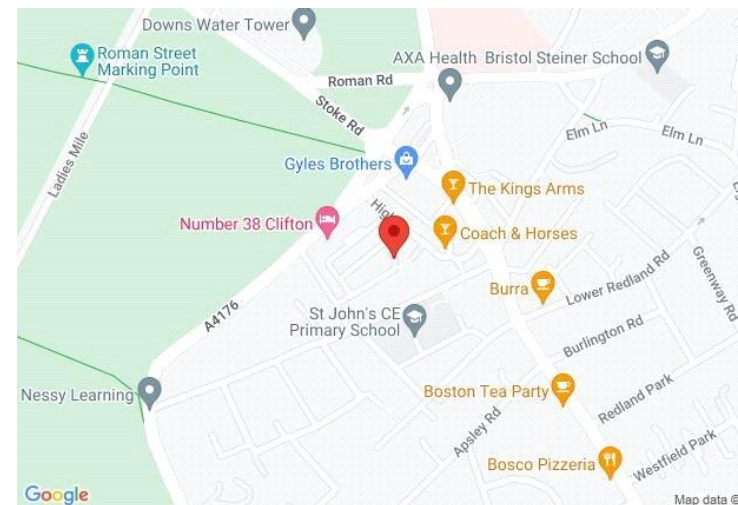 Downs Water Tower
Roman Street
Marking Point
AXA Health
Bristol Steiner School
Roman Rd
Stoke Rd
Elm Ln
Elm Ln
Ladies Mile
Gyles Brothers
The Kings Arms
High
Number 38 Clifton
Coach & Horses
Greenway Rd
Burra
Lower Redland Rd
A4176
St John's CE
Primary School
Burlington Rd
Nessy Learning
Boston Tea Party
Redland Park
Apsley Rd
Bosco Pizzeria
Westfield Park
Google
Map data ©